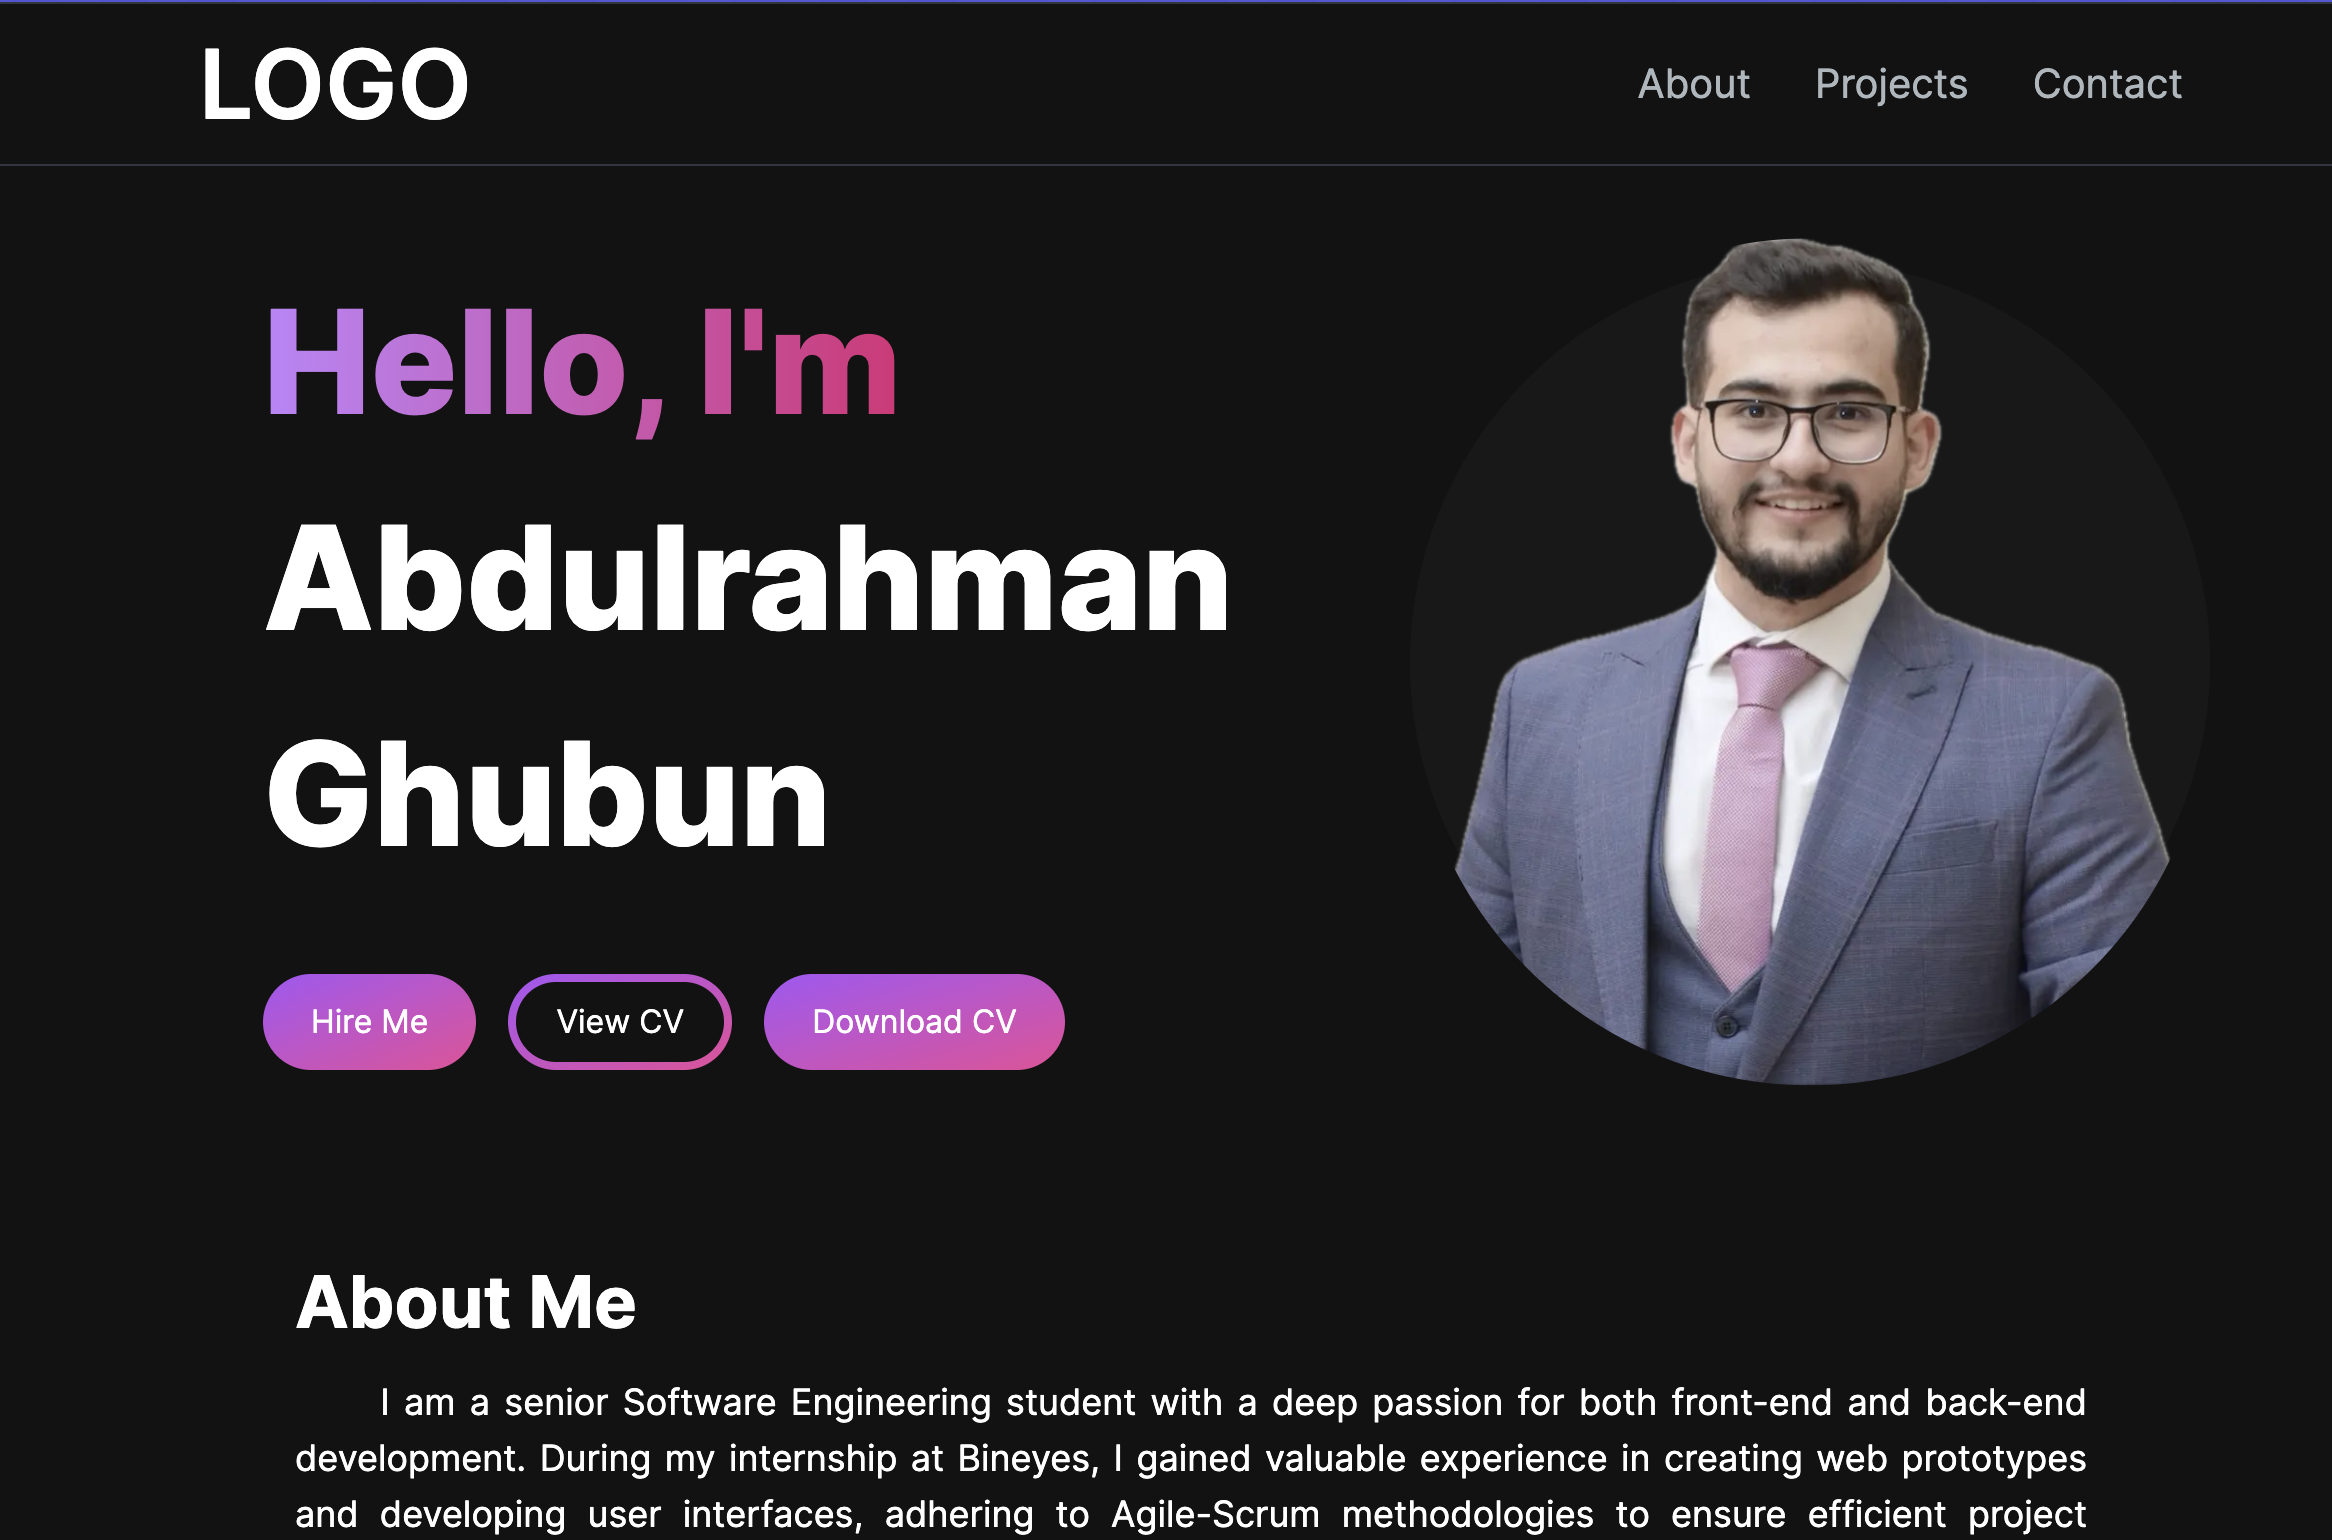 LOGO
About Projects Contact
Hello, I'm
Abdulrahman
Ghubun
Hire Me View CV Download CV
About Me
I am a senior Software Engineering student with a deep passion for both front-end and back-end
development. During my internship at Bineyes, I gained valuable experience in creating web prototypes
and developing user interfaces, adhering to Agile-Scrum methodologies to ensure efficient project